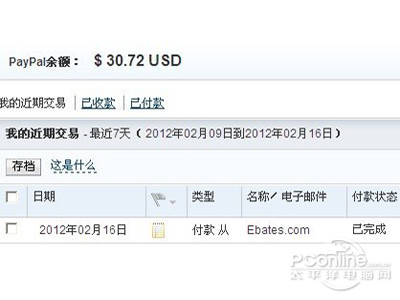 PayPal余额： $ 30.72 USD
我的近期交易 已收款 已付款
我的近期交易 - 最近7天（2012年02月09日到2012年02月16日）
存档 这是什么
日期 类型 名称／电子邮件 付款状态
2012年02月16日 付款 从 Ebates.com 已完成
PConline
太平洋电脑网